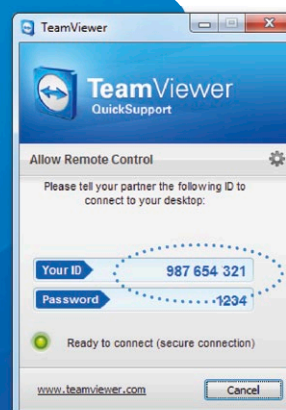 TeamViewer
TeamViewer
QuickSupport
Allow Remote Control
Please tell your partner the following ID to
connect to your desktop:
Your ID 987 654 321
Password 1234
Ready to connect (secure connection)
www.teamviewer.com Cancel